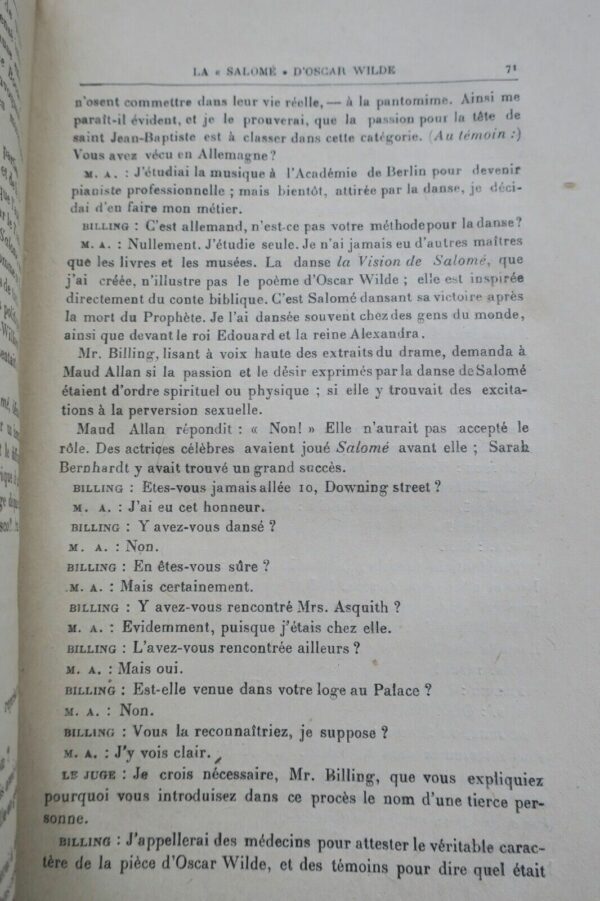 LA « SALOMÉ » D'OSCAR WILDE 71
n'osent commettre dans leur vie réelle, — à la pantomime. Ainsi me
paraît-il évident, et je le prouverai, que la passion pour la tête de
saint Jean-Baptiste est à classer dans cette catégorie. (Au témoin :)
Vous avez vécu en Allemagne ?
M. A. : J'étudiai la musique à l'Académie de Berlin pour devenir
pianiste professionnelle ; mais bientôt, attirée par la danse, je déci-
dai d'en faire mon métier.
BILLING : C'est allemand, n'est-ce pas votre méthode pour la danse ?
M. A. : Nullement. J'étudie seule. Je n'ai jamais eu d'autres maîtres
que les livres et les musées. La danse la Vision de Salomé, que
j'ai créée, n'illustre pas le poème d'Oscar Wilde ; elle est inspirée
directement du conte biblique. C'est Salomé dansant sa victoire après
la mort du Prophète. Je l'ai dansée souvent chez des gens du monde,
ainsi que devant le roi Edouard et la reine Alexandra.
Mr. Billing, lisant à voix haute des extraits du drame, demanda à
Maud Allan si la passion et le désir exprimés par la danse de Salomé
étaient d'ordre spirituel ou physique ; si elle y trouvait des excita-
tions à la perversion sexuelle.
Maud Allan répondit : « Non! » Elle n'aurait pas accepté le
rôle. Des actrices célèbres avaient joué Salomé avant elle ; Sarah
Bernhardt y avait trouvé un grand succès.
BILLING : Etes-vous jamais allée 10, Downing street ?
M. A. : J'ai eu cet honneur.
BILLING : Y avez-vous dansé ?
M. A. : Non.
BILLING : En êtes-vous sûre ?
M. A. : Mais certainement.
BILLING : Y avez-vous rencontré Mrs. Asquith ?
M. A. : Evidemment, puisque j'étais chez elle.
BILLING : L'avez-vous rencontrée ailleurs ?
M. A. : Mais oui.
BILLING : Est-elle venue dans votre loge au Palace ?
M. A. : Non.
BILLING : Vous la reconnaîtriez, je suppose ?
M. A. : J'y vois clair.
LE JUGE : Je crois nécessaire, Mr. Billing, que vous expliquiez
pourquoi vous introduisez dans ce procès le nom d'une tierce per-
sonne.
BILLING : J'appellerai des médecins pour attester le véritable carac-
tère de la pièce d'Oscar Wilde, et des témoins pour dire quel était